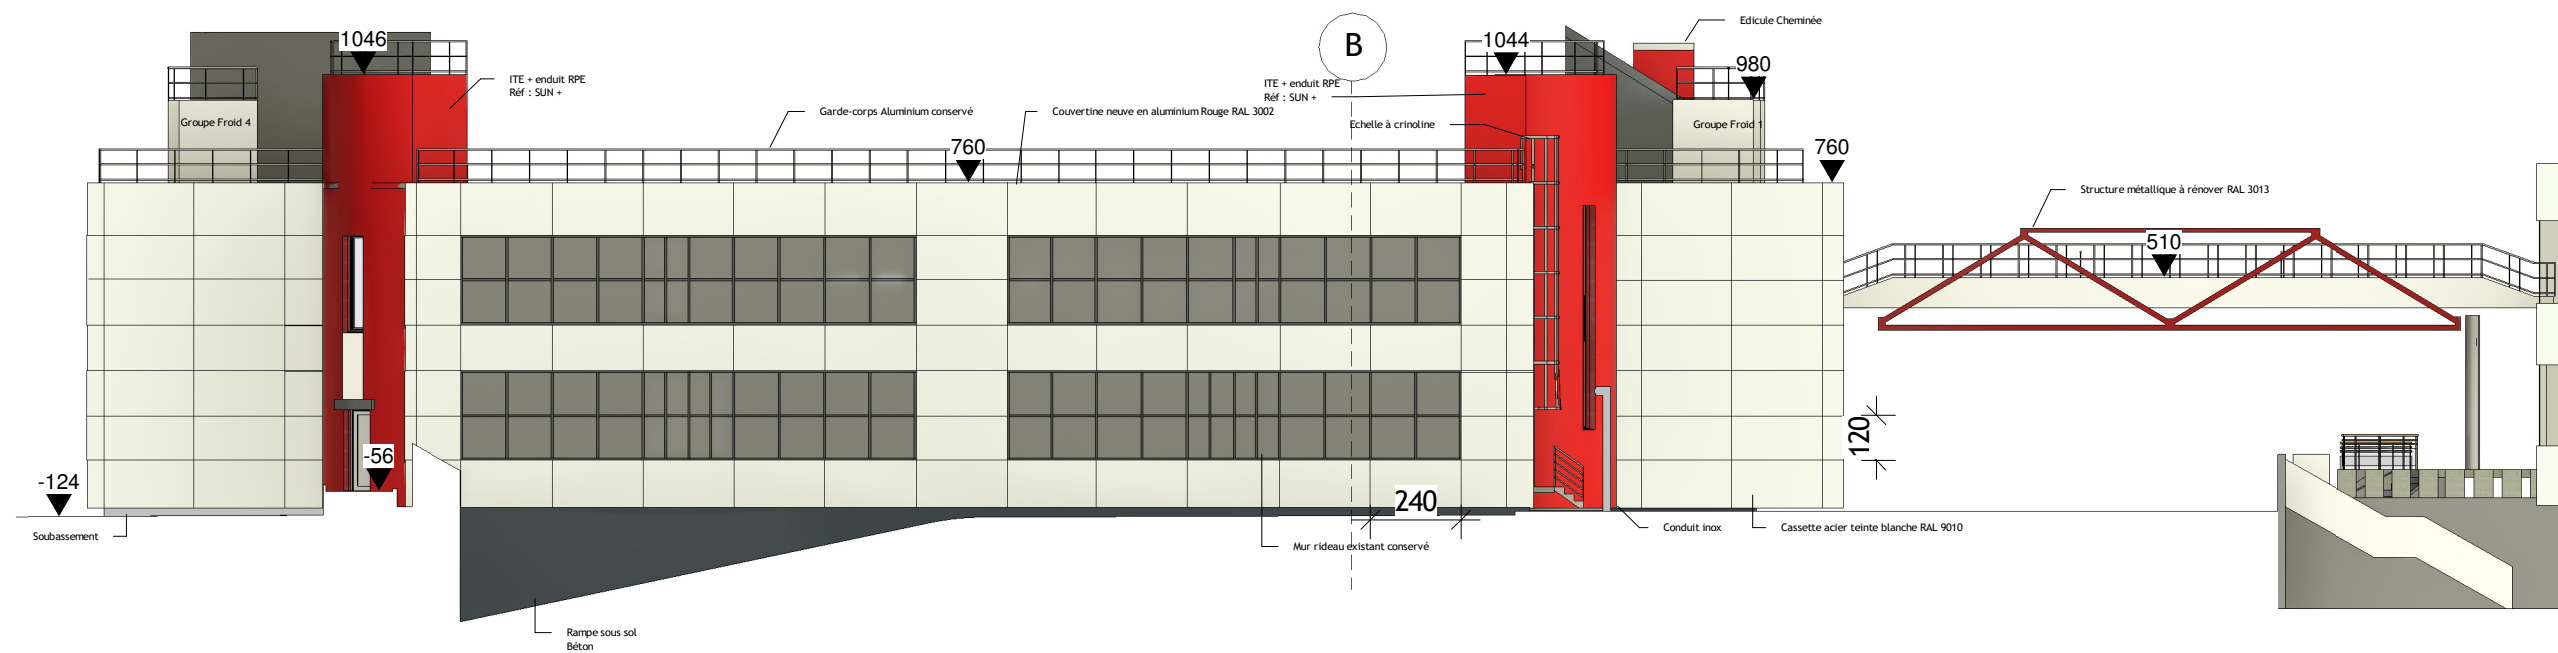 Edicule Cheminée
1046
B
1044
980
ITE + enduit RPE
Réf : SUN +
ITE + enduit RPE
Réf : SUN +
Garde-corps Aluminium conservé
Couvertine neuve en aluminium Rouge RAL 3002
Groupe Froid 4
Echelle à crinoline
Groupe Froid 1
760
760
Structure métallique à rénover RAL 3013
510
120
-56
-124
240
Soubassement
Mur rideau existant conservé
Conduit inox
Cassette acier teinte blanche RAL 9010
Rampe sous sol
Béton